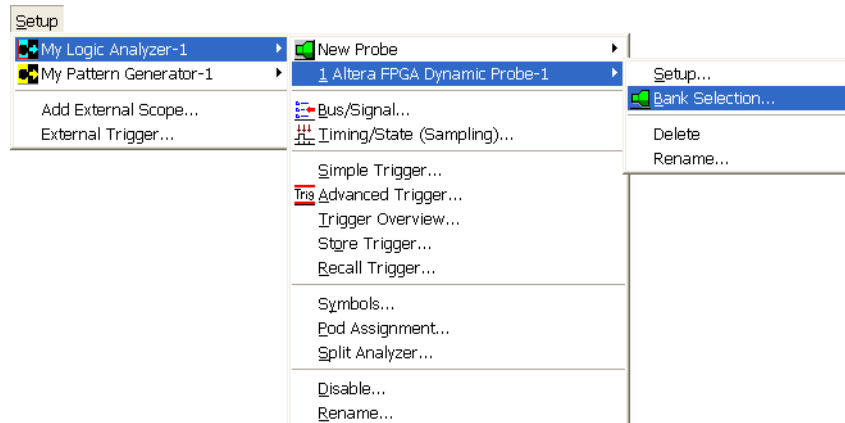 Setup
My Logic Analyzer-1
My Pattern Generator-1
Add External Scope...
External Trigger...
New Probe
1 Altera FPGA Dynamic Probe-1
Bus/Signal...
Timing/State (Sampling)...
Simple Trigger...
Trig Advanced Trigger...
Trigger Overview...
Store Trigger...
Recall Trigger...
Symbols...
Pod Assignment...
Split Analyzer...
Disable...
Rename...
Setup...
Bank Selection...
Delete
Rename...